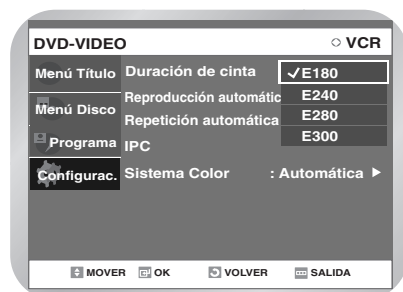 DVD-VIDEO VCR
Menú Título
Menú Disco
Programa
Configurac.
Duración de cinta ✓E180
E240
Reproducción automátic
E280
Repetición automática
E300
IPC
Sistema Color : Automática ►
MOVER OK VOLVER SALIDA